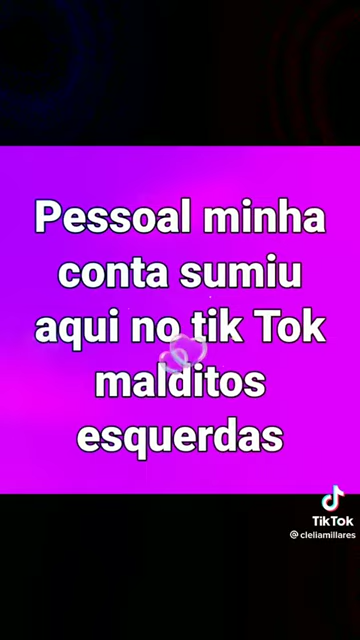 Pessoal minha
conta sumiu
aqui no tik Tok
malditos
esquerdas
TikTok
@cleliamillares